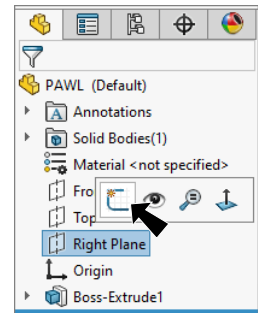 PAWL (Default)
A
Annotations
Solid Bodies(1)
Material <not specified>
Fro
Top
Right Plane
Origin
Boss-Extrude1